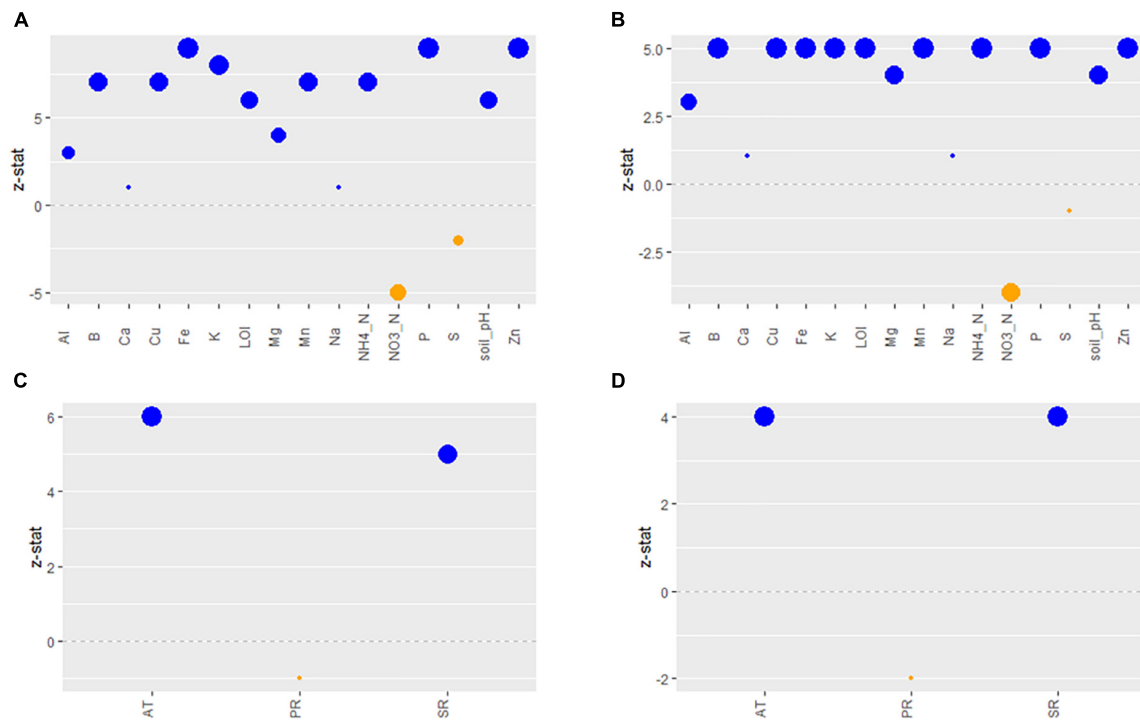 A
z-stat
5
0
-5
Al
B
Ca
Cu
Fe
K
LOI
Mg
Mn
Na
NH4_N
NO3_N
P
S
soil_pH
Zn
B
z-stat
5.0
2.5
0.0
-2.5
Al
B
Ca
Cu
Fe
K
LOI
Mg
Mn
Na
NH4_N
NO3_N
P
S
soil_pH
Zn
C
z-stat
6
4
2
0
AT
PR
SR
D
z-stat
4
2
0
-2
AT
PR
SR